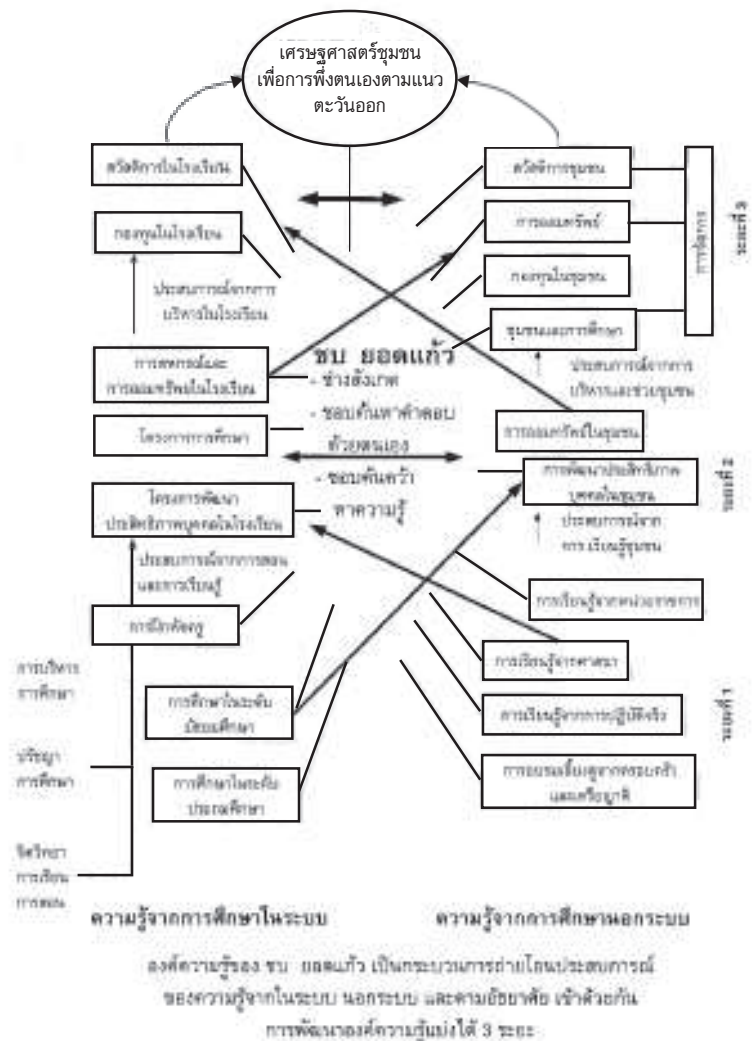 เศรษฐศาสตร์ชุมชน
เพื่อการพึ่งตนเองตามแนว
ตะวันออก
สวัสดิการในโรงเรียน
สวัสดิการชุมชน
กองทุนในโรงเรียน
การออมทรัพย์
กองทุนในชุมชน
ชุมชนและการศึกษา
การจัดการ
ระยะที่ 3
ประสบการณ์จากการ
บริหารในโรงเรียน
ชบ ยอดแก้ว
- ช่างสังเกต
- ชอบค้นหาคำตอบ
ด้วยตนเอง
- ชอบค้นคว้า
หาความรู้
การสหกรณ์และ
การออมทรัพย์ในโรงเรียน
โครงการการศึกษา
ประสบการณ์จากการ
บริหารและช่วยชุมชน
การออมทรัพย์ในชุมชน
การพัฒนาประสิทธิภาพ
บุคคลในชุมชน
ระยะที่ 2
โครงการพัฒนา
ประสิทธิภาพบุคคลในโรงเรียน
ประสบการณ์จาก
การเรียนรู้ชุมชน
ประสบการณ์จากการสอน
และการเรียนรู้
การฝึกหัดครู
การเรียนรู้จากหน่วยราชการ
การเรียนรู้จากศาสนา
การเรียนรู้จากการปฏิบัติจริง
การอบรมเลี้ยงดูจากครอบครัว
และเครือญาติ
ระยะที่ 1
การบริหาร
การศึกษา
การศึกษาในระดับ
มัธยมศึกษา
ปรัชญา
การศึกษา
การศึกษาในระดับ
ประถมศึกษา
จิตวิทยา
การเรียน
การสอน
ความรู้จากการศึกษาในระบบ
ความรู้จากการศึกษานอกระบบ
องค์ความรู้ของ ชบ ยอดแก้ว เป็นกระบวนการถ่ายโอนประสบการณ์
ของความรู้จากในระบบ นอกระบบ และตามอัธยาศัย เข้าด้วยกัน
การพัฒนาองค์ความรู้แบ่งได้ 3 ระยะ